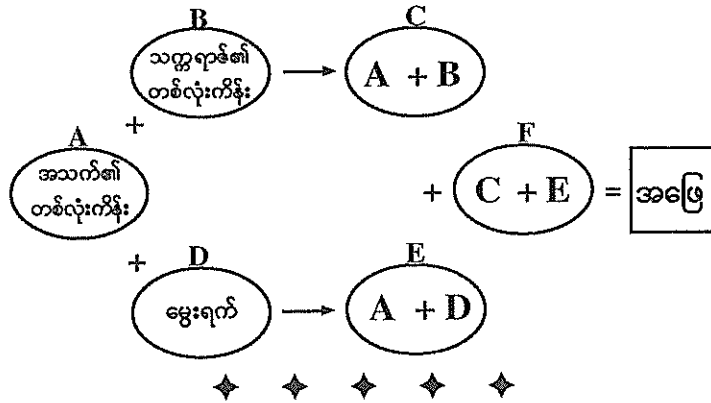 B
သက္ကရာဇ်၏
တစ်လုံးကိန်း
C
A + B
+
A
အသက်၏
တစ်လုံးကိန်း
F
+ C + E = အဖြေ
+
D
မွေးရက်
E
A + D